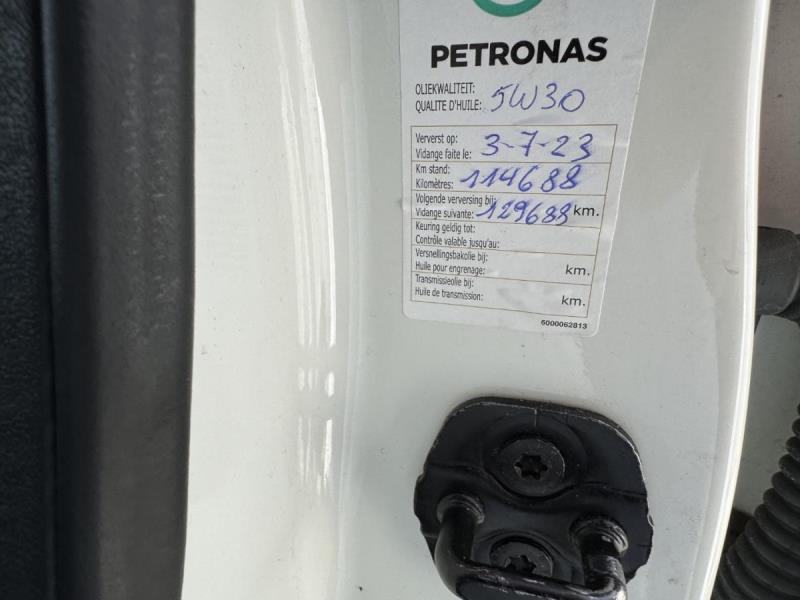 PETRONAS
OLIEKWALITEIT:
QUALITE D'HUILE: 5W30
Ververst op:
Vidange faite le: 3-7-23
Km stand:
Kilomètres: 114688
Volgende verversing bij:
Vidange suivante: 129688 km.
Keuring geldig tot:
Contrôle valable jusqu'au:
Versnellingsbakolie bij:
Huile pour engrenage: km.
Transmissieolie bij:
Huile de transmission: km.
6000062813